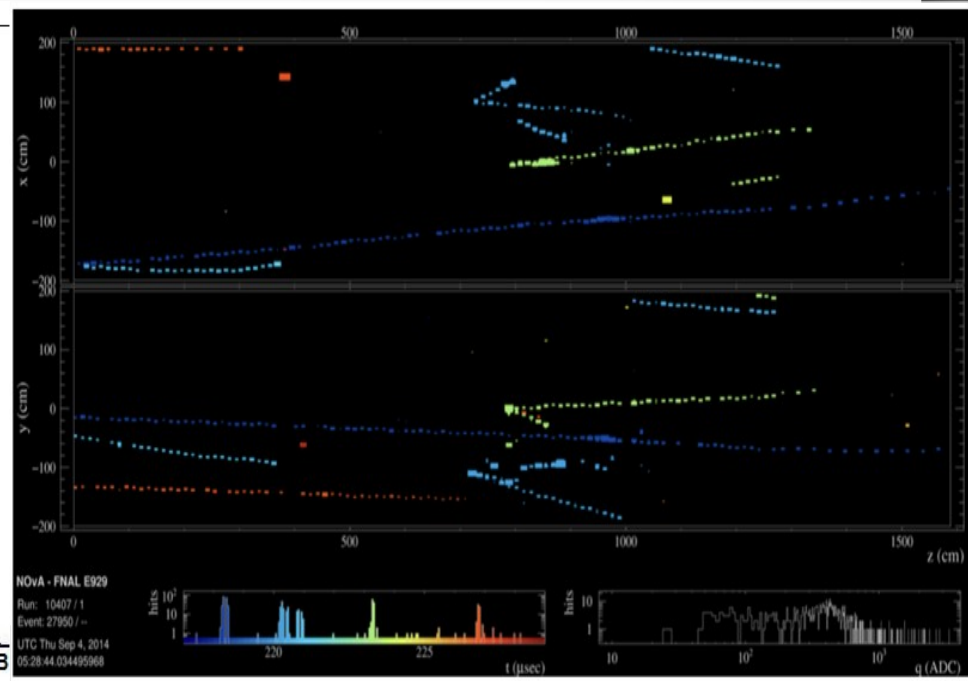 0 500 1000 1500
200
100
0
−100
−200
x (cm)
200
100
0
−100
−200
y (cm)
0 500 1000 1500
z (cm)
NOvA - FNAL E929
Run: 10407 / 1
Event: 27950 / --
UTC Thu Sep 4, 2014
05:28:44.034495968
hits
10²
10
1
220 225
t (μsec)
hits
10
1
10 10² 10³
q (ADC)